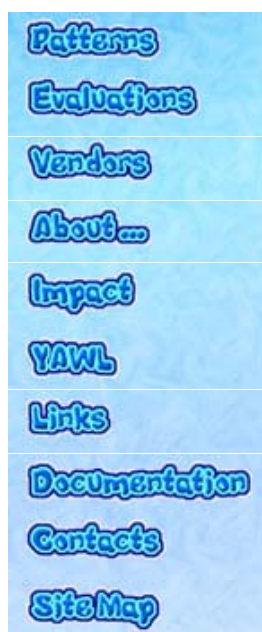 Patterns
Evaluations
Vendors
About...
Impact
YAWL
Links
Documentation
Contacts
Site Map